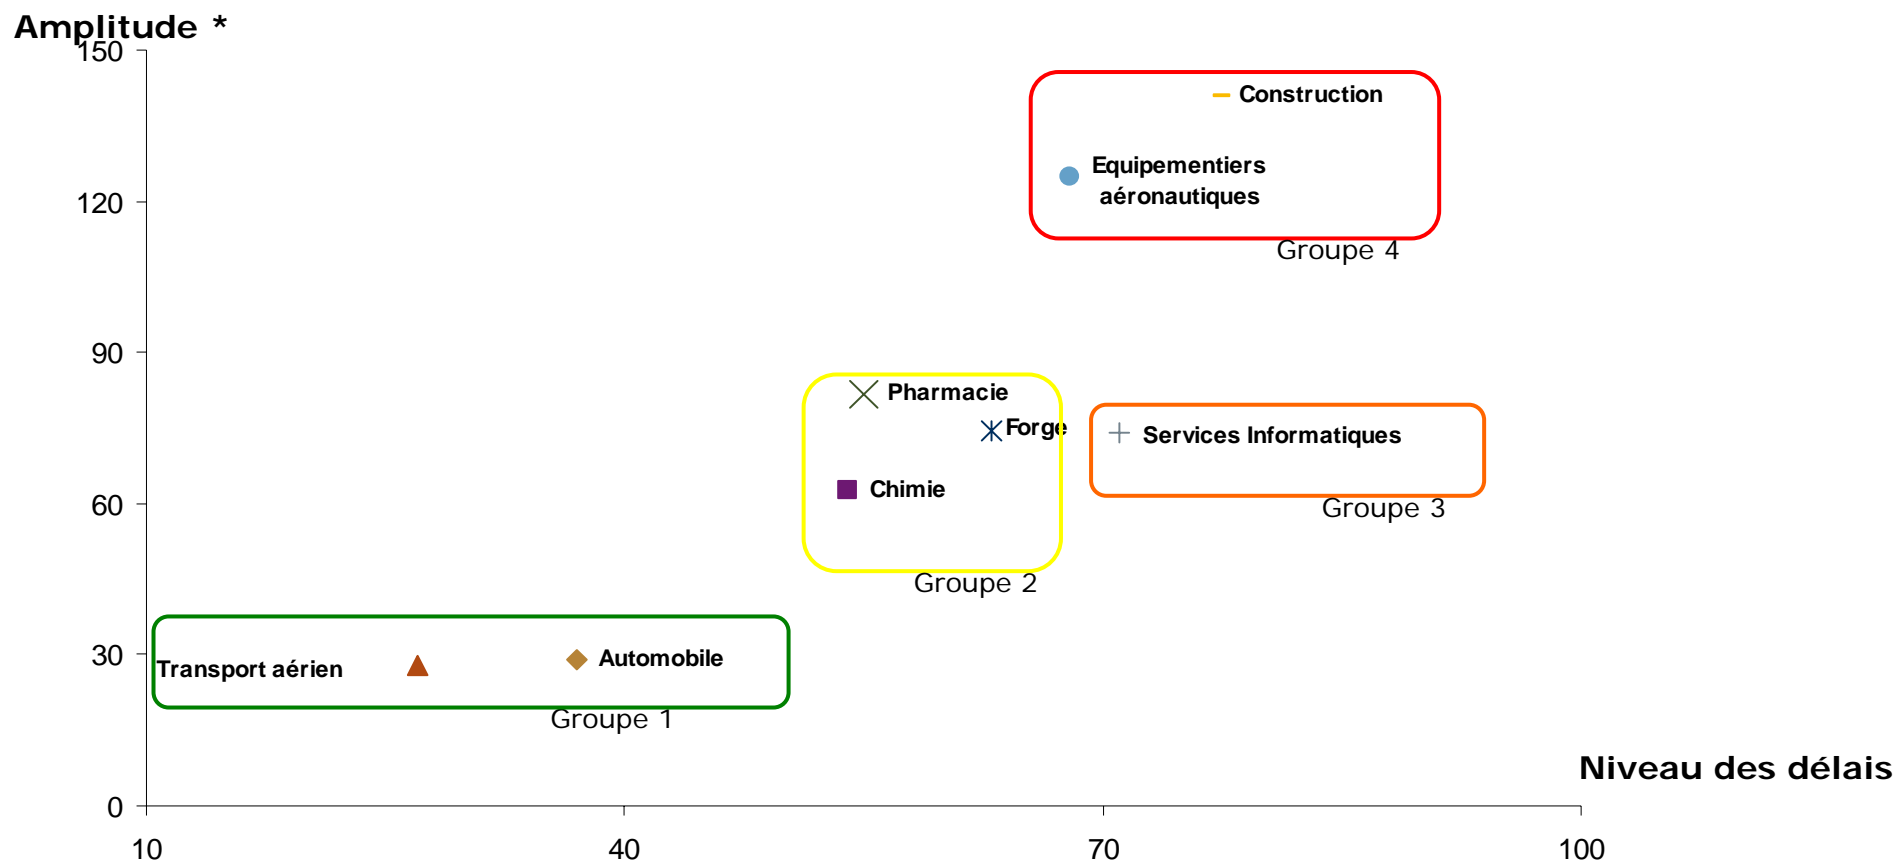 Amplitude *
150
Construction
Equipementiers
aéronautiques
120
Groupe 4
90
Pharmacie
Forge
Services Informatiques
Chimie
60
Groupe 3
Groupe 2
30
Transport aérien
Automobile
Groupe 1
Niveau des délais
0
10
40
70
100